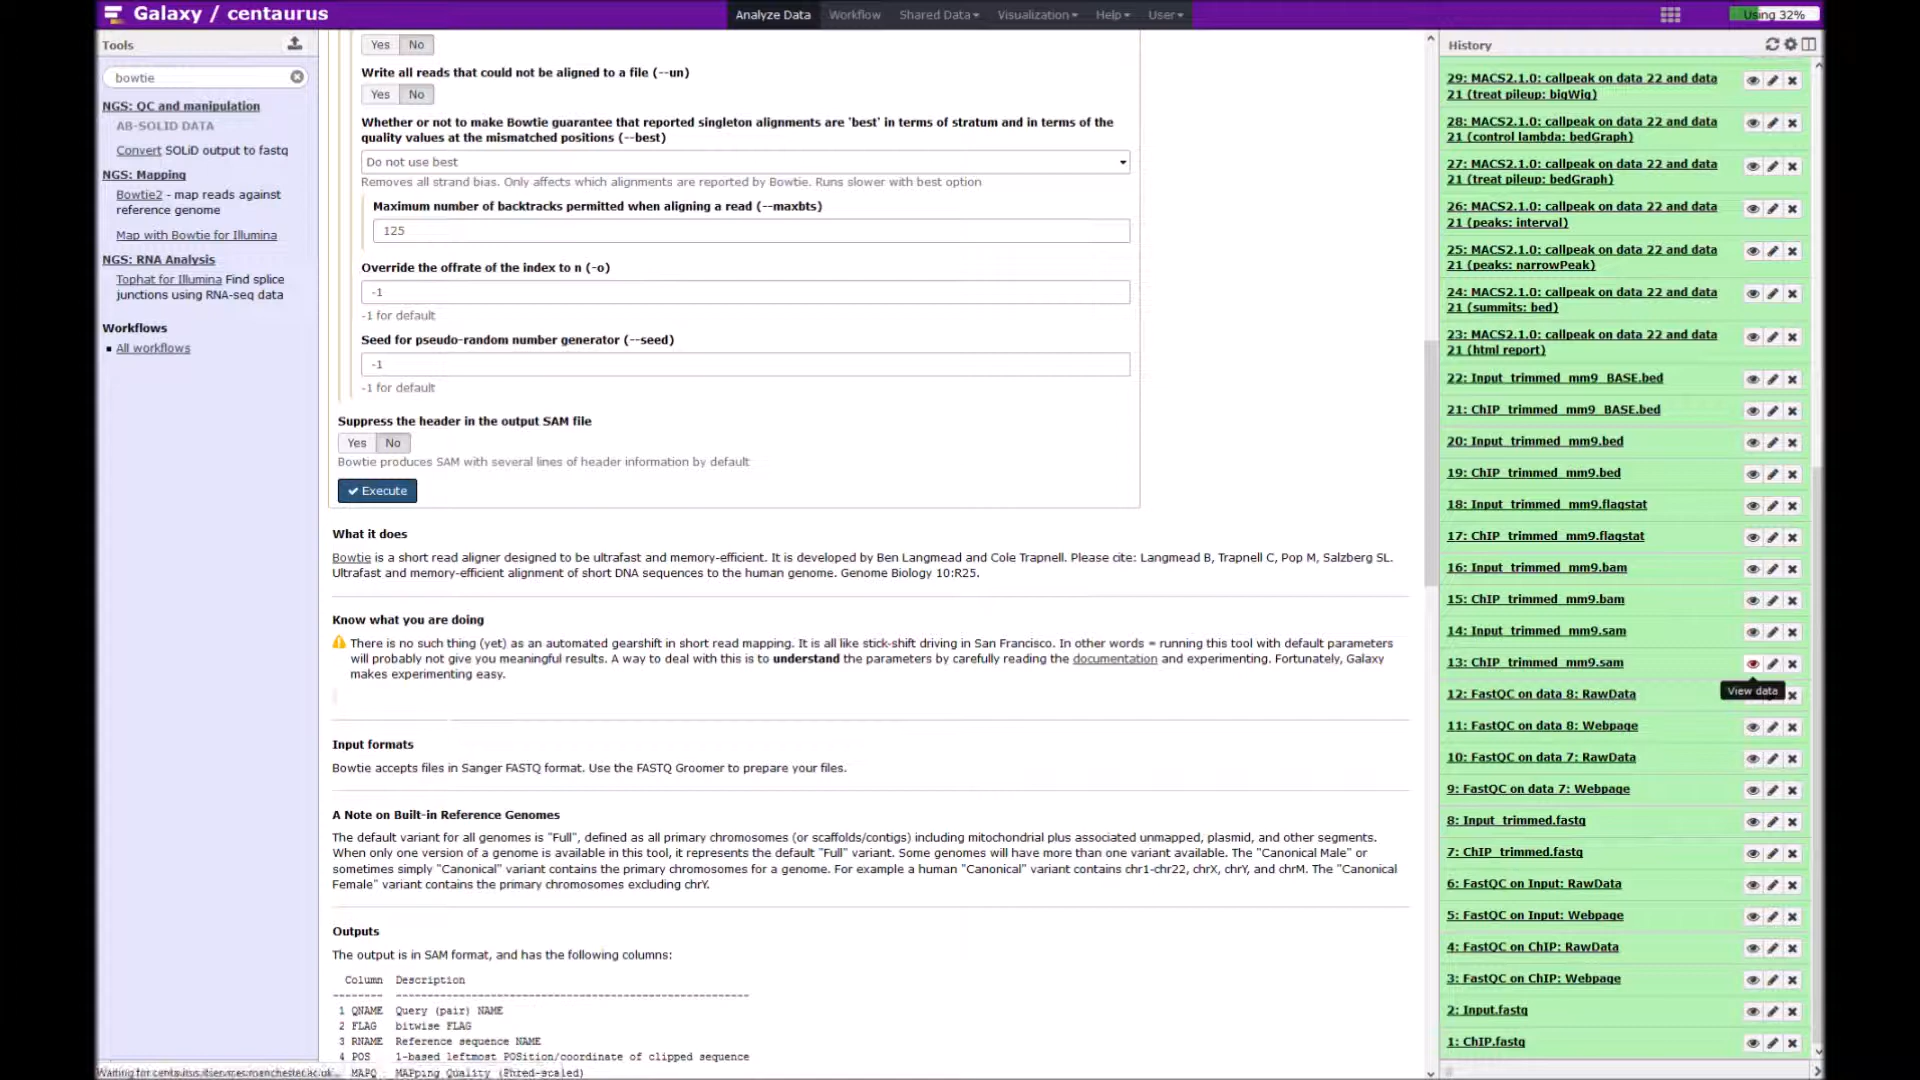 Galaxy / centaurus
Analyze Data
Workflow
Shared Data
Visualization
Help
User
Using 32%
Tools
bowtie
NGS: QC and manipulation
AB-SOLID DATA
Convert SOLiD output to fastq
NGS: Mapping
Bowtie2 - map reads against
reference genome
Map with Bowtie for Illumina
NGS: RNA Analysis
Tophat for Illumina Find splice
junctions using RNA-seq data
Workflows
All workflows
Yes No
Write all reads that could not be aligned to a file (--un)
Yes No
Whether or not to make Bowtie guarantee that reported singleton alignments are 'best' in terms of stratum and in terms of the
quality values at the mismatched positions (--best)
Do not use best
Removes all strand bias. Only affects which alignments are reported by Bowtie. Runs slower with best option
Maximum number of backtracks permitted when aligning a read (--maxbts)
125
Override the offrate of the index to n (-o)
-1
-1 for default
Seed for pseudo-random number generator (--seed)
-1
-1 for default
Suppress the header in the output SAM file
Yes No
Bowtie produces SAM with several lines of header information by default
Execute
What it does
Bowtie is a short read aligner designed to be ultrafast and memory-efficient. It is developed by Ben Langmead and Cole Trapnell. Please cite: Langmead B, Trapnell C, Pop M, Salzberg SL.
Ultrafast and memory-efficient alignment of short DNA sequences to the human genome. Genome Biology 10:R25.
Know what you are doing
There is no such thing (yet) as an automated gearshift in short read mapping. It is all like stick-shift driving in San Francisco. In other words = running this tool with default parameters
will probably not give you meaningful results. A way to deal with this is to understand the parameters by carefully reading the documentation and experimenting. Fortunately, Galaxy
makes experimenting easy.
Input formats
Bowtie accepts files in Sanger FASTQ format. Use the FASTQ Groomer to prepare your files.
A Note on Built-in Reference Genomes
The default variant for all genomes is "Full", defined as all primary chromosomes (or scaffolds/contigs) including mitochondrial plus associated unmapped, plasmid, and other segments.
When only one version of a genome is available in this tool, it represents the default "Full" variant. Some genomes will have more than one variant available. The "Canonical Male" or
sometimes simply "Canonical" variant contains the primary chromosomes for a genome. For example a human "Canonical" variant contains chr1-chr22, chrX, chrY, and chrM. The "Canonical
Female" variant contains the primary chromosomes excluding chrY.
Outputs
The output is in SAM format, and has the following columns:
Column Description
-------- --------------------------------------------------------
1 QNAME Query (pair) NAME
2 FLAG bitwise FLAG
3 RNAME Reference sequence NAME
4 POS 1-based leftmost POSition/coordinate of clipped sequence
MAPQ MAPping Quality (Phred-scaled)
History
29: MACS2.1.0: callpeak on data 22 and data
21 (treat pileup: bigWig)
28: MACS2.1.0: callpeak on data 22 and data
21 (control lambda: bedGraph)
27: MACS2.1.0: callpeak on data 22 and data
21 (treat pileup: bedGraph)
26: MACS2.1.0: callpeak on data 22 and data
21 (peaks: interval)
25: MACS2.1.0: callpeak on data 22 and data
21 (peaks: narrowPeak)
24: MACS2.1.0: callpeak on data 22 and data
21 (summits: bed)
23: MACS2.1.0: callpeak on data 22 and data
21 (html report)
22: Input_trimmed_mm9_BASE.bed
21: ChIP_trimmed_mm9_BASE.bed
20: Input_trimmed_mm9.bed
19: ChIP_trimmed_mm9.bed
18: Input_trimmed_mm9.flagstat
17: ChIP_trimmed_mm9.flagstat
16: Input_trimmed_mm9.bam
15: ChIP_trimmed_mm9.bam
14: Input_trimmed_mm9.sam
13: ChIP_trimmed_mm9.sam
View data
12: FastQC on data 8: RawData
11: FastQC on data 8: Webpage
10: FastQC on data 7: RawData
9: FastQC on data 7: Webpage
8: Input_trimmed.fastq
7: ChIP_trimmed.fastq
6: FastQC on Input: RawData
5: FastQC on Input: Webpage
4: FastQC on ChIP: RawData
3: FastQC on ChIP: Webpage
2: Input.fastq
1: ChIP.fastq